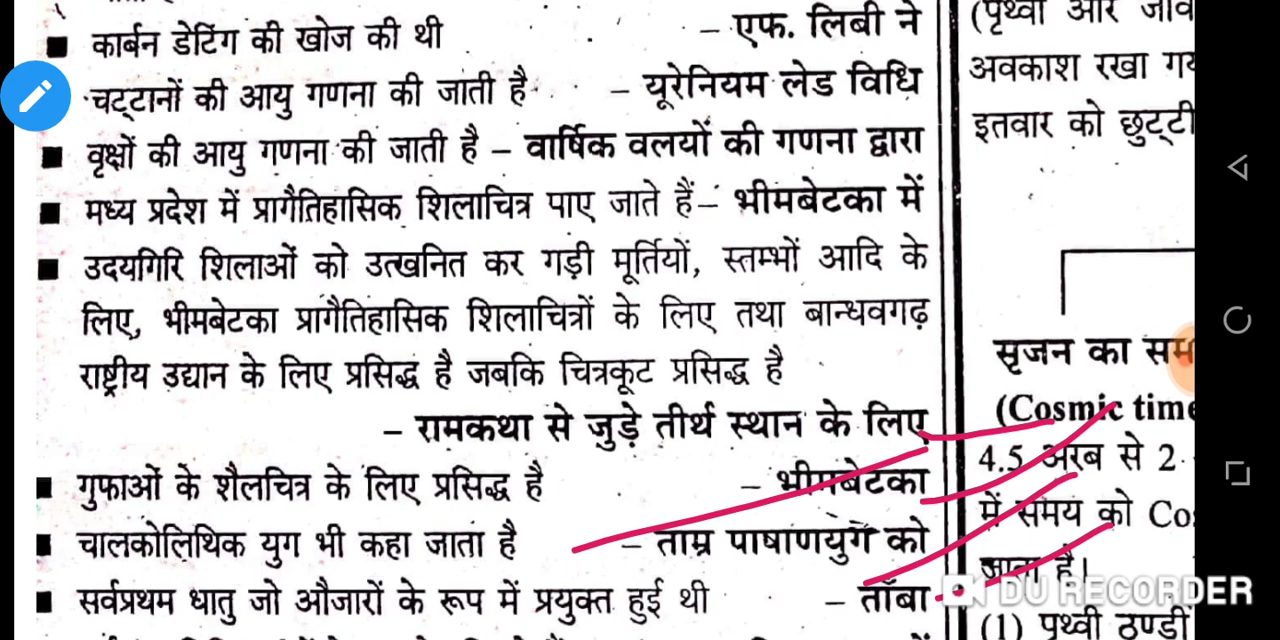 ■ कार्बन डेटिंग की खोज की थी – एफ. लिबी ने
चट्टानों की आयु गणना की जाती है – यूरेनियम लेड विधि
■ वृक्षों की आयु गणना की जाती है – वार्षिक वलयों की गणना द्वारा
■ मध्य प्रदेश में प्रागैतिहासिक शिलाचित्र पाए जाते हैं – भीमबेटका में
■ उदयगिरि शिलाओं को उत्खनित कर गड़ी मूर्तियों, स्तम्भों आदि के
लिए, भीमबेटका प्रागैतिहासिक शिलाचित्रों के लिए तथा बान्धवगढ़
राष्ट्रीय उद्यान के लिए प्रसिद्ध है जबकि चित्रकूट प्रसिद्ध है
– रामकथा से जुड़े तीर्थ स्थान के लिए
■ गुफाओं के शैलचित्र के लिए प्रसिद्ध है – भीमबेटका
■ चालकोलिथिक युग भी कहा जाता है – ताम्र पाषाणयुग को
■ सर्वप्रथम धातु जो औजारों के रूप में प्रयुक्त हुई थी – ताँबा
(पृथ्वी और
अवकाश रखा
इतवार को छुट्टी
सृजन का
(Cosmic time
4.5 अरब से 2
में समय को
जाता है।
(1) पृथ्वी ठण्डी
DU RECORDER